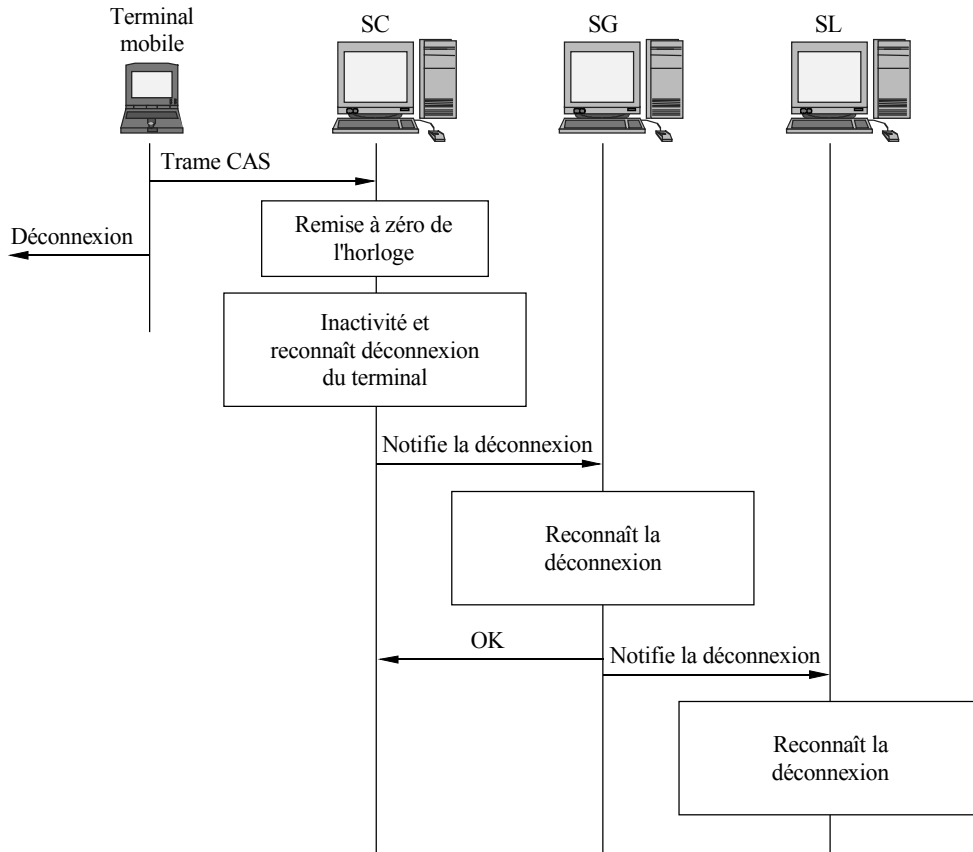 Terminal
mobile
SC
SG
SL
Trame CAS
Déconnexion
Remise à zéro de
l'horloge
Inactivité et
reconnaît déconnexion
du terminal
Notifie la déconnexion
Reconnaît la
déconnexion
OK
Notifie la déconnexion
Reconnaît la
déconnexion